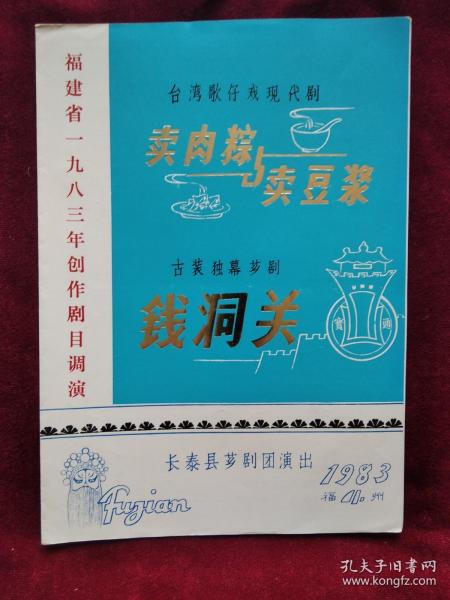 福建省一九八三年创作剧目调演
台湾歌仔戏现代剧
卖肉粽
与卖豆浆
古装独幕芗剧
钱洞关
寶 通
长泰县芗剧团演出
1983
福 11. 州
fujian
孔夫子旧书网
www.kongfz.com